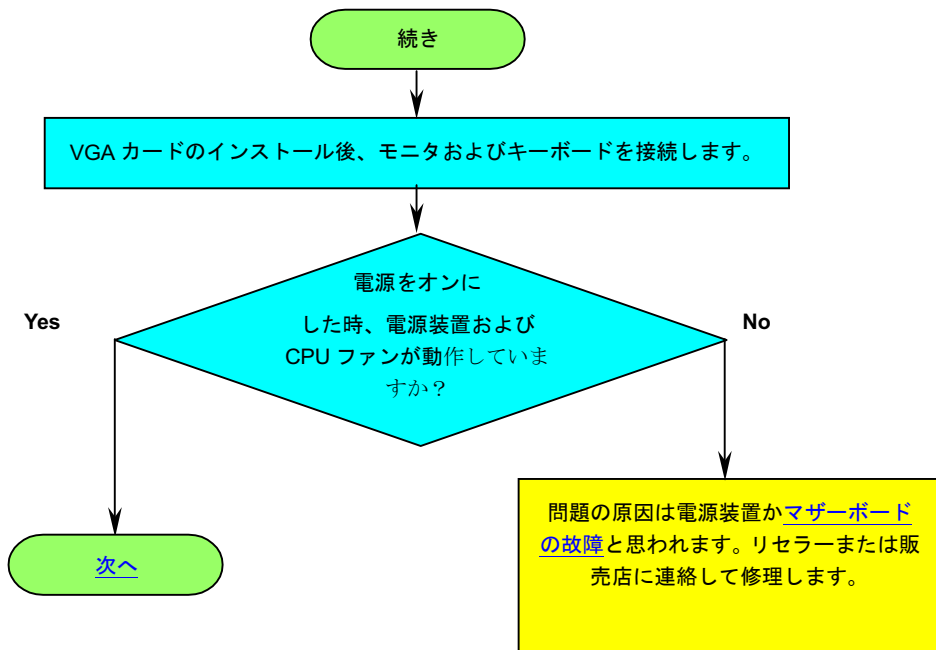 続き
VGA カードのインストール後、モニタおよびキーボードを接続します。
電源をオンに
した時、電源装置および
CPU ファンが動作していま
すか？
Yes
No
問題の原因は電源装置かマザーボード
の故障と思われます。リセラーまたは販
売店に連絡して修理します。
次へ